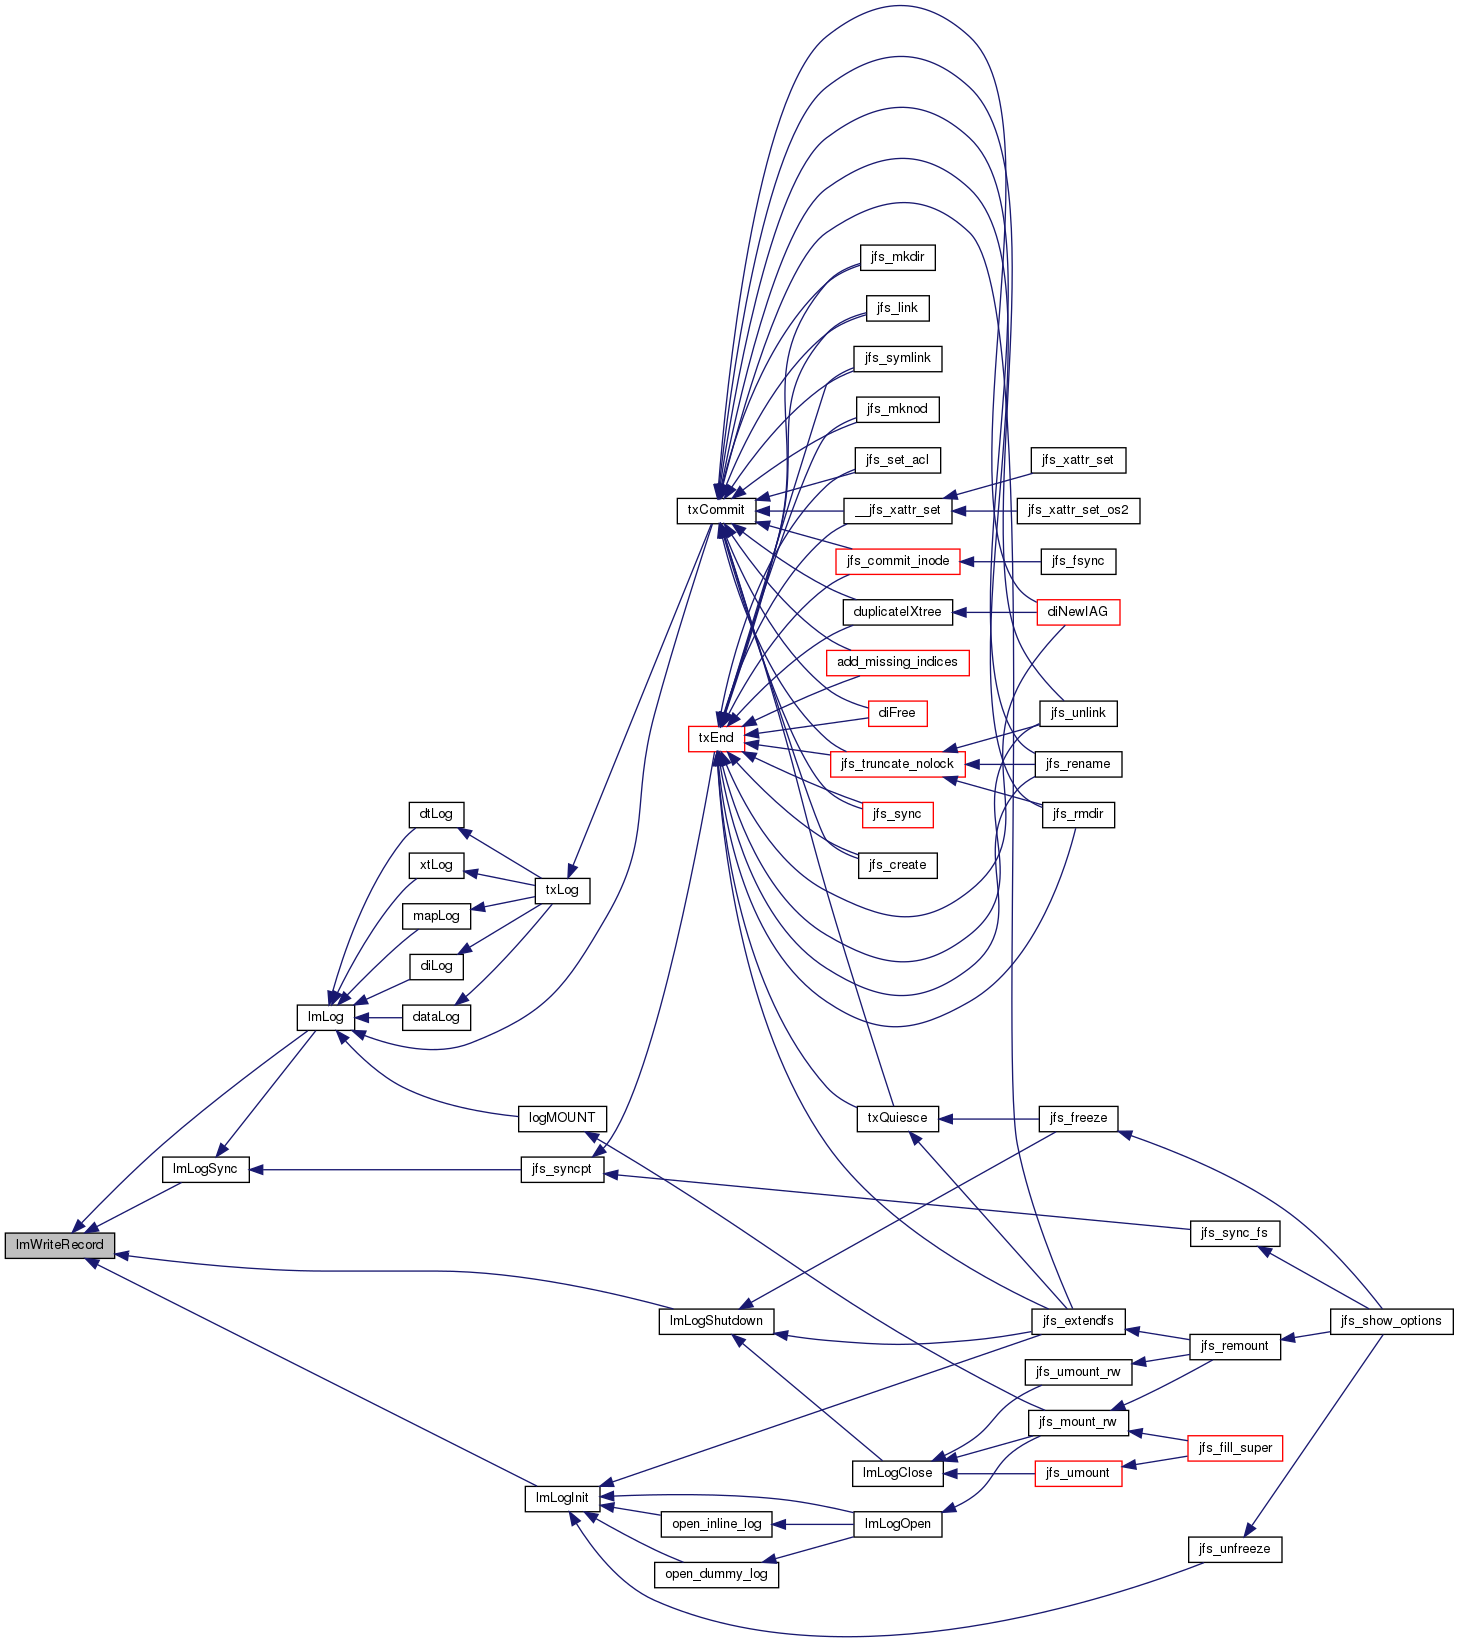 jfs_mkdir
jfs_link
jfs_symlink
jfs_mknod
jfs_set_acl
jfs_xattr_set
txCommit
__jfs_xattr_set
jfs_xattr_set_os2
jfs_commit_inode
jfs_fsync
duplicateIXtree
diNewIAG
add_missing_indices
diFree
jfs_unlink
txEnd
jfs_truncate_nolock
jfs_rename
dtLog
jfs_sync
jfs_rmdir
xtLog
jfs_create
txLog
mapLog
diLog
lmLog
dataLog
logMOUNT
txQuiesce
jfs_freeze
lmLogSync
jfs_syncpt
jfs_sync_fs
lmWriteRecord
lmLogShutdown
jfs_extendfs
jfs_show_options
jfs_remount
jfs_umount_rw
jfs_mount_rw
jfs_fill_super
lmLogClose
jfs_umount
lmLogInit
open_inline_log
lmLogOpen
jfs_unfreeze
open_dummy_log